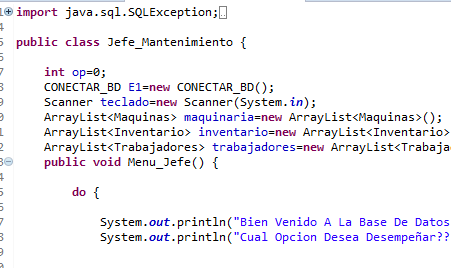 import java.sql.SQLException;
public class Jefe_Mantenimiento {
int op=0;
CONECTAR_BD E1=new CONECTAR_BD();
Scanner teclado=new Scanner(System.in);
ArrayList<Maquinas> maquinaria=new ArrayList<Maquinas>();
ArrayList<Inventario> inventario=new ArrayList<Inventario>
ArrayList<Trabajadores> trabajadores=new ArrayList<Trabaja
public void Menu_Jefe() {
do {
System.out.println("Bien Venido A La Base De Datos
System.out.println("Cual Opcion Desea Desempeñar??